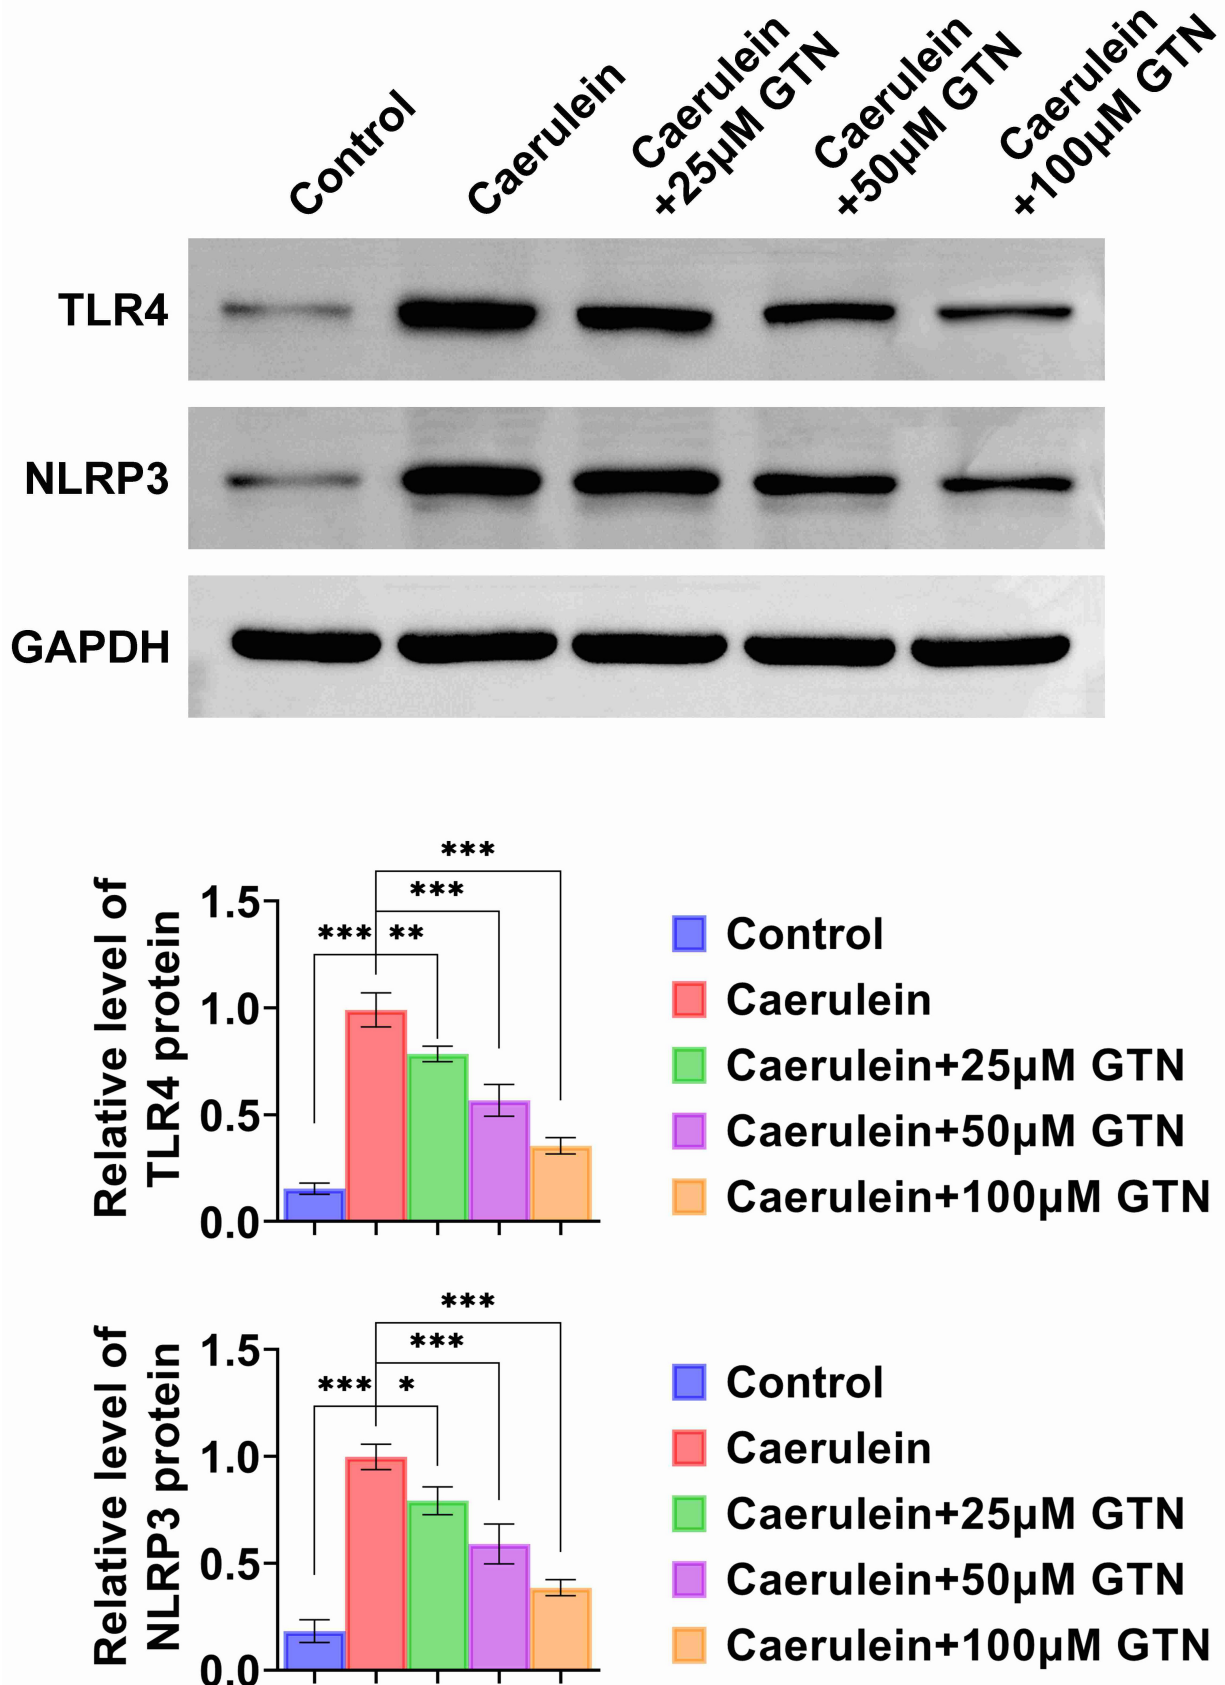 Control
Caerulein
Caerulein
+25μM GTN
Caerulein
+50μM GTN
Caerulein
+100μM GTN
TLR4
NLRP3
GAPDH
Relative level of
TLR4 protein
1.5
1.0
0.5
0.0
***
***
*** **
Control
Caerulein
Caerulein+25μM GTN
Caerulein+50μM GTN
Caerulein+100μM GTN
Relative level of
NLRP3 protein
1.5
1.0
0.5
0.0
***
***
*** *
Control
Caerulein
Caerulein+25μM GTN
Caerulein+50μM GTN
Caerulein+100μM GTN